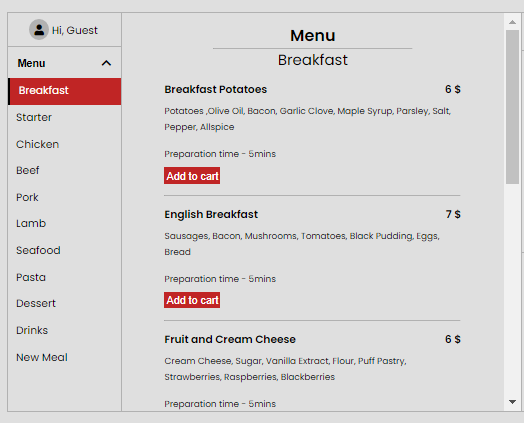 Hi, Guest
Menu
Breakfast
Starter
Chicken
Beef
Pork
Lamb
Seafood
Pasta
Dessert
Drinks
New Meal
Menu
Breakfast
Breakfast Potatoes 6 $
Potatoes ,Olive Oil, Bacon, Garlic Clove, Maple Syrup, Parsley, Salt,
Pepper, Allspice
Preparation time - 5mins
Add to cart
English Breakfast 7 $
Sausages, Bacon, Mushrooms, Tomatoes, Black Pudding, Eggs,
Bread
Preparation time - 5mins
Add to cart
Fruit and Cream Cheese 6 $
Cream Cheese, Sugar, Vanilla Extract, Flour, Puff Pastry,
Strawberries, Raspberries, Blackberries
Preparation time - 5mins